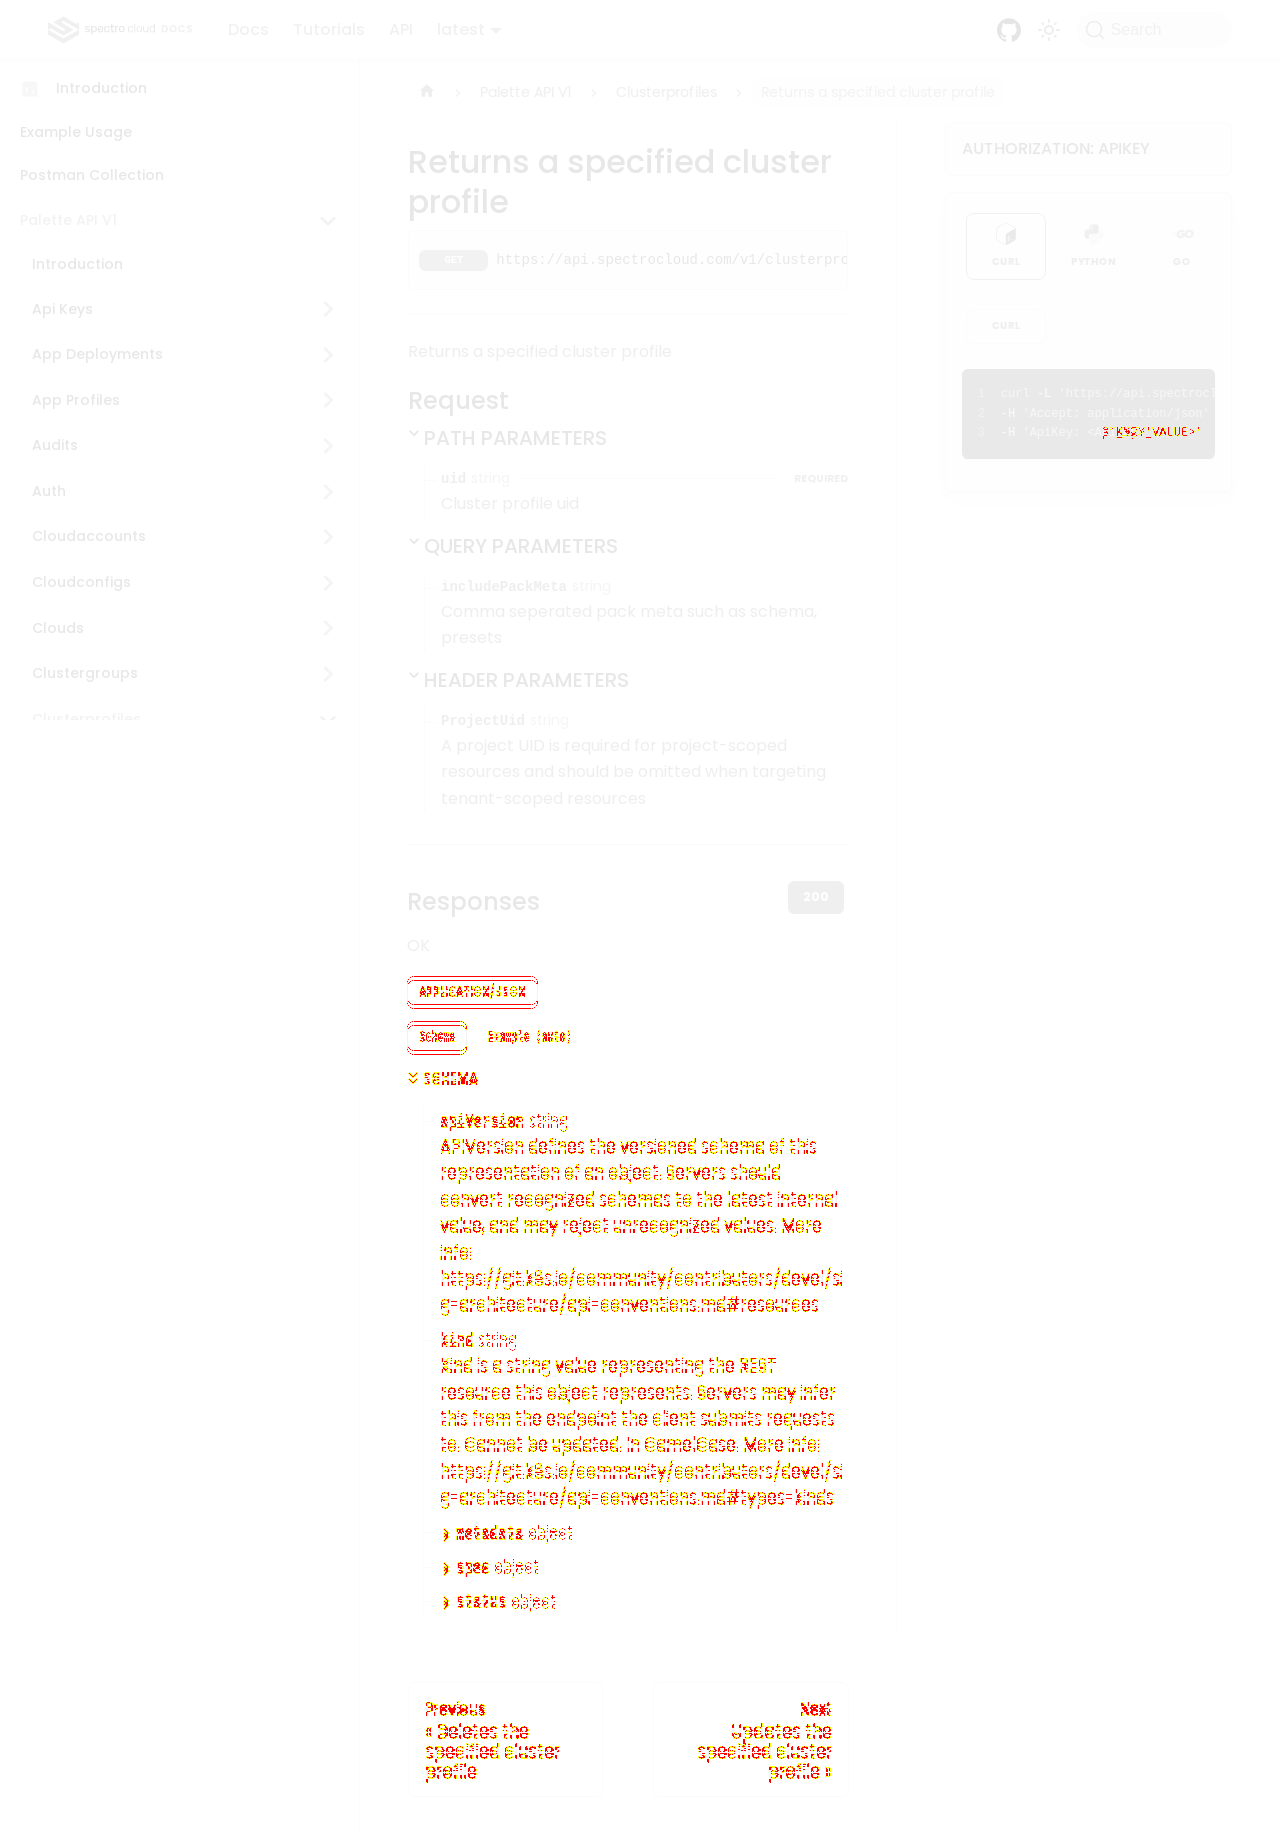 spectro cloud DOCS Docs Tutorials API latest Search
Introduction
Example Usage
Postman Collection
Palette API V1
Introduction
Api Keys
App Deployments
App Profiles
Audits
Auth
Cloudaccounts
Cloudconfigs
Clouds
Clustergroups
Clusterprofiles
Palette API V1 › Clusterprofiles › Returns a specified cluster profile
Returns a specified cluster
profile
GET https://api.spectrocloud.com/v1/clusterpro
Returns a specified cluster profile
Request
PATH PARAMETERS
uid string REQUIRED
Cluster profile uid
QUERY PARAMETERS
includePackMeta string
Comma seperated pack meta such as schema,
presets
HEADER PARAMETERS
ProjectUid string
A project UID is required for project-scoped
resources and should be omitted when targeting
tenant-scoped resources
Responses 200
OK
APPLICATION/JSON
Schema Example (auto)
SCHEMA
apiVersion string
APIVersion defines the versioned schema of this
representation of an object. Servers should
convert recognized schemas to the latest internal
value, and may reject unrecognized values. More
info:
https://git.k8s.io/community/contributors/devel/si
g-architecture/api-conventions.md#resources
kind string
Kind is a string value representing the REST
resource this object represents. Servers may infer
this from the endpoint the client submits requests
to. Cannot be updated. In CamelCase. More info:
https://git.k8s.io/community/contributors/devel/si
g-architecture/api-conventions.md#types-kinds
metadata object
spec object
status object
Previous
« Deletes the
specified cluster
profile
Next
Updates the
specified cluster
profile »
AUTHORIZATION: APIKEY
CURL PYTHON GO
CURL
1 curl -L 'https://api.spectrocl
2 -H 'Accept: application/json'
3 -H 'ApiKey: